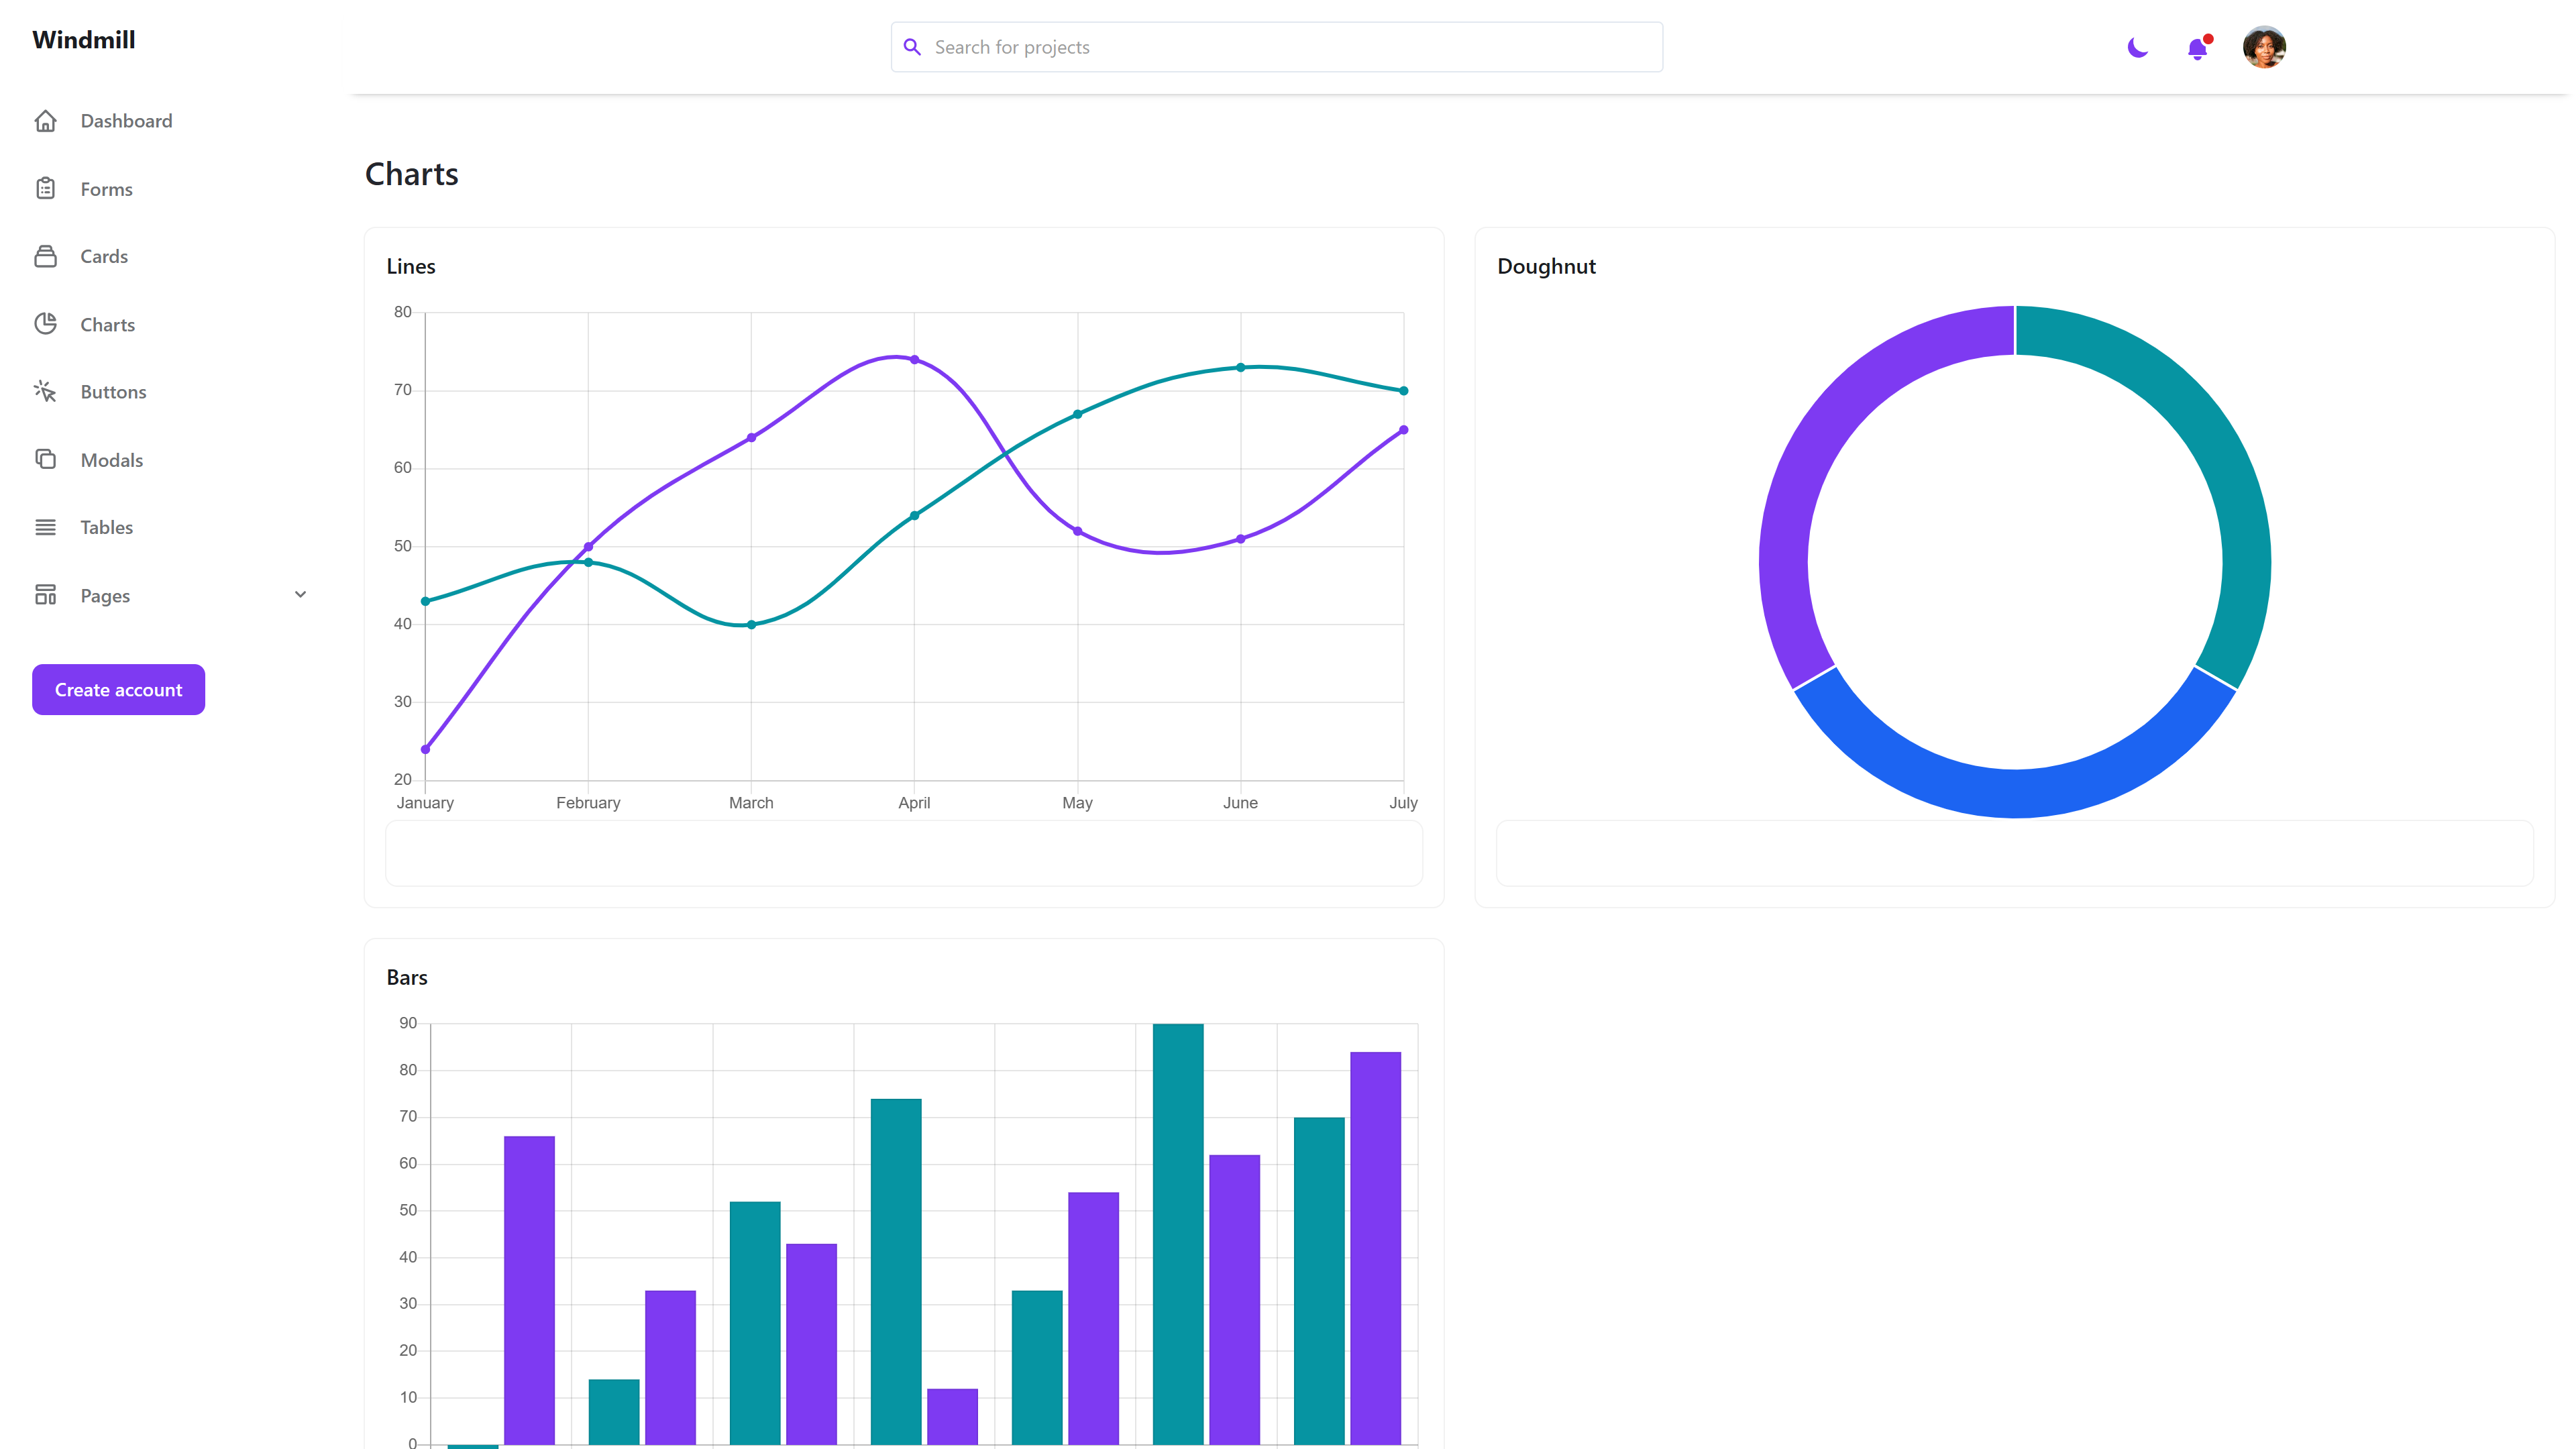 Windmill
Search for projects
Dashboard
Forms
Cards
Charts
Buttons
Modals
Tables
Pages
Create account
Charts
Lines
80
70
60
50
40
30
20
January February March April May June July
Doughnut
Bars
90
80
70
60
50
40
30
20
10
0